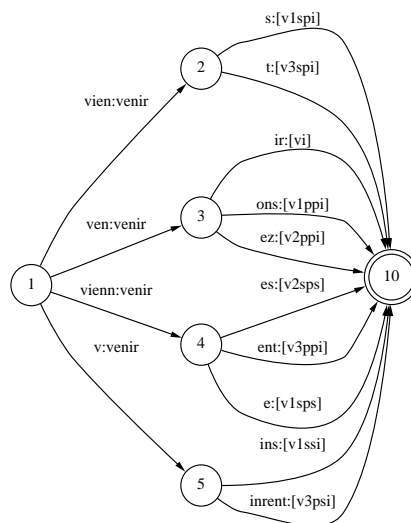 s:[v1spi]
2
t:[v3spi]
vien:venir
ir:[vi]
ven:venir
3
ons:[v1ppi]
ez:[v2ppi]
10
1
es:[v2sps]
vienn:venir
4
ent:[v3ppi]
v:venir
e:[v1sps]
ins:[v1ssi]
5
inrent:[v3psi]